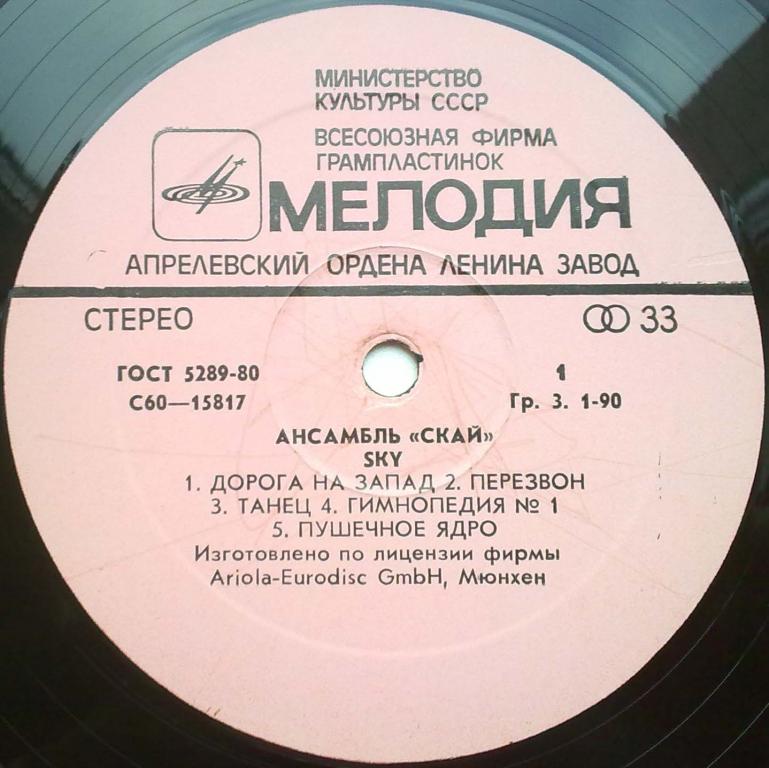 МИНИСТЕРСТВО
КУЛЬТУРЫ СССР
ВСЕСОЮЗНАЯ ФИРМА
ГРАМПЛАСТИНОК
МЕЛОДИЯ
АПРЕЛЕВСКИЙ ОРДЕНА ЛЕНИНА ЗАВОД
СТЕРЕО 33
ГОСТ 5289-80 1
С60—15817 Гр. 3. 1-90
АНСАМБЛЬ «СКАЙ»
SKY
1. ДОРОГА НА ЗАПАД 2. ПЕРЕЗВОН
3. ТАНЕЦ 4. ГИМНОПЕДИЯ № 1
5. ПУШЕЧНОЕ ЯДРО
Изготовлено по лицензии фирмы
Ariola-Eurodisc GmbH, Мюнхен